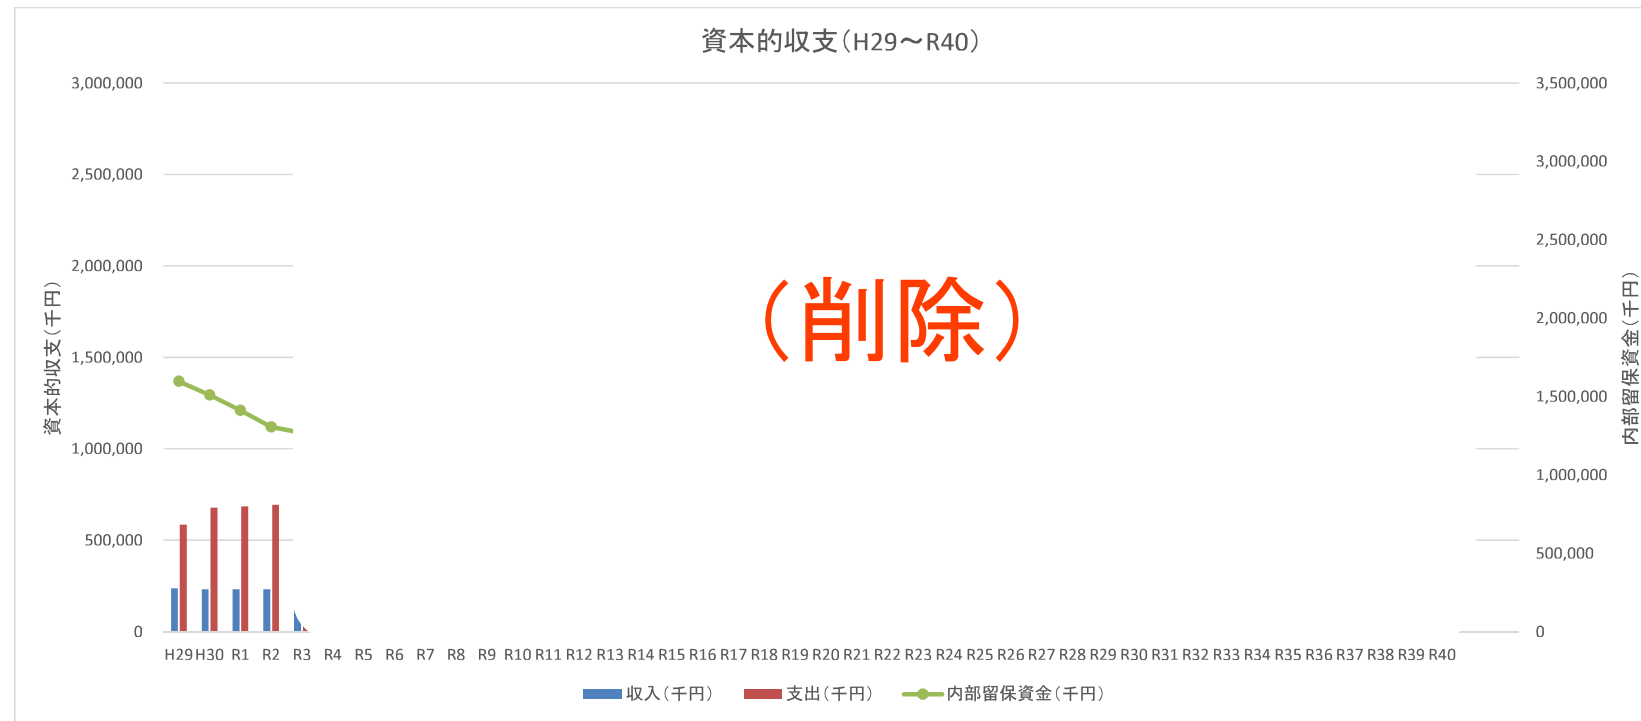 資本的収支（H29～R40）
3,000,000
2,500,000
2,000,000
1,500,000
1,000,000
500,000
0
資本的収支（千円）
（削除）
3,500,000
3,000,000
2,500,000
2,000,000
1,500,000
1,000,000
500,000
0
内部留保資金（千円）
H29 H30 R1 R2 R3 R4 R5 R6 R7 R8 R9 R10 R11 R12 R13 R14 R15 R16 R17 R18 R19 R20 R21 R22 R23 R24 R25 R26 R27 R28 R29 R30 R31 R32 R33 R34 R35 R36 R37 R38 R39 R40
収入（千円） 支出（千円） 内部留保資金（千円）